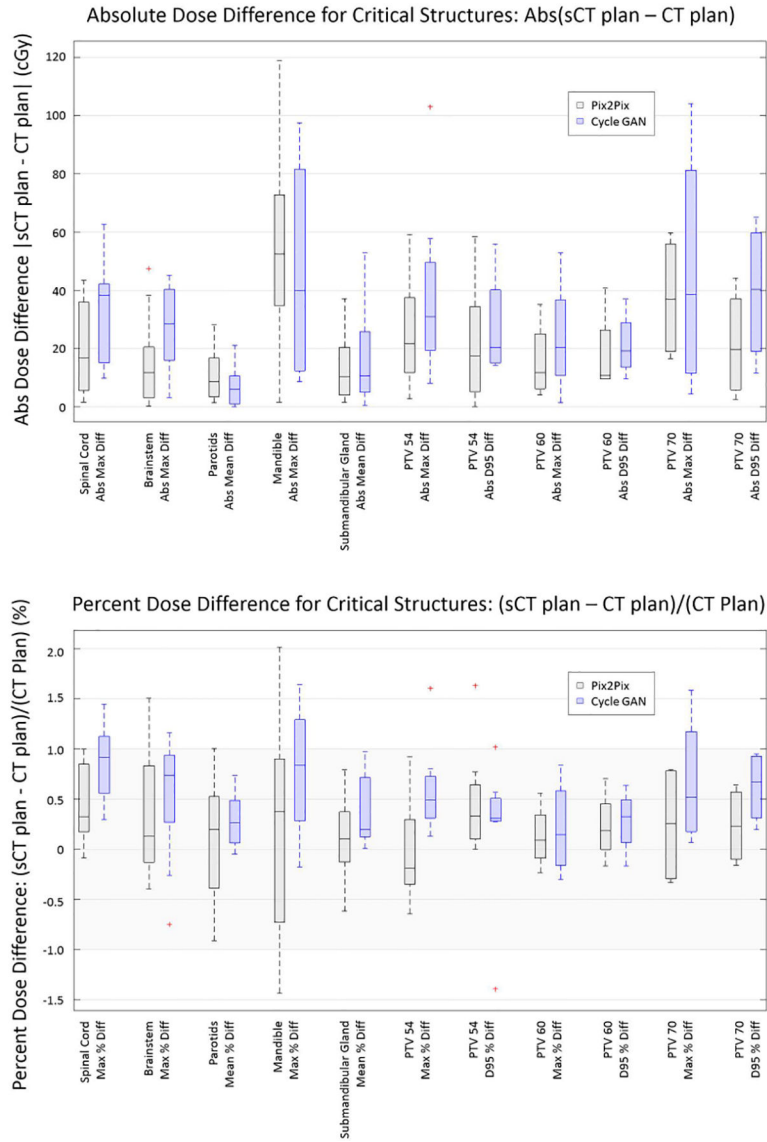 Absolute Dose Difference for Critical Structures: Abs(sCT plan – CT plan)
Abs Dose Difference |sCT plan - CT plan| (cGy)
120
100
80
60
40
20
0
Pix2Pix
Cycle GAN
Spinal Cord
Abs Max Diff
Brainstem
Abs Max Diff
Parotids
Abs Mean Diff
Mandible
Abs Max Diff
Submandibular Gland
Abs Mean Diff
PTV 54
Abs Max Diff
PTV 54
Abs D95 Diff
PTV 60
Abs Max Diff
PTV 60
Abs D95 Diff
PTV 70
Abs Max Diff
PTV 70
Abs D95 Diff
Percent Dose Difference for Critical Structures: (sCT plan – CT plan)/(CT Plan)
Percent Dose Difference: (sCT plan - CT plan)/(CT Plan) (%)
2.0
1.5
1.0
0.5
0
-0.5
-1.0
-1.5
Pix2Pix
Cycle GAN
Spinal Cord
Max % Diff
Brainstem
Max % Diff
Parotids
Mean % Diff
Mandible
Max % Diff
Submandibular Gland
Mean % Diff
PTV 54
Max % Diff
PTV 54
D95 % Diff
PTV 60
Max % Diff
PTV 60
D95 % Diff
PTV 70
Max % Diff
PTV 70
D95 % Diff